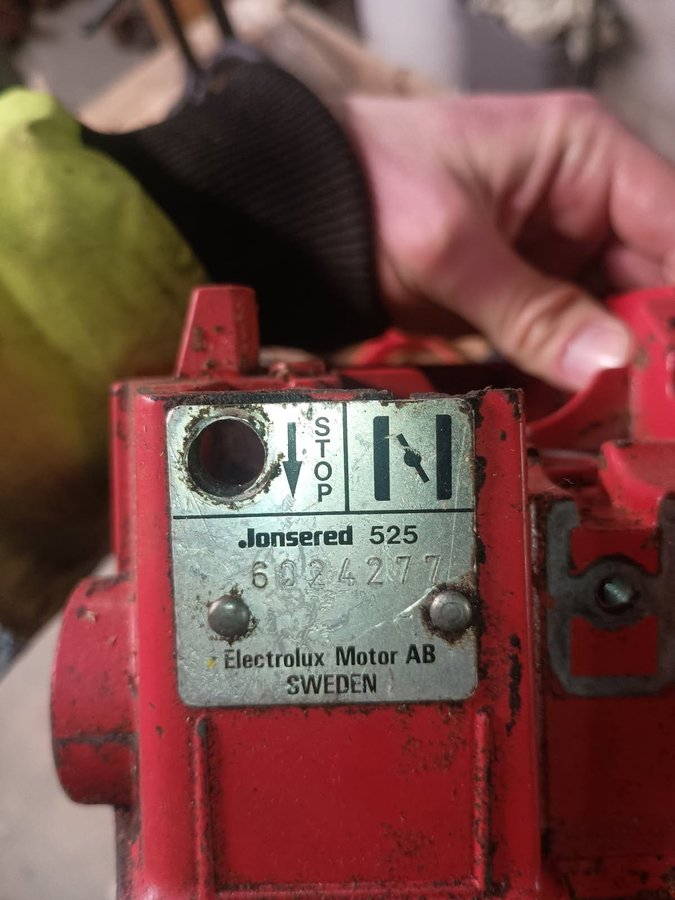 STOP
Jonsered 525
6024277
Electrolux Motor AB
SWEDEN